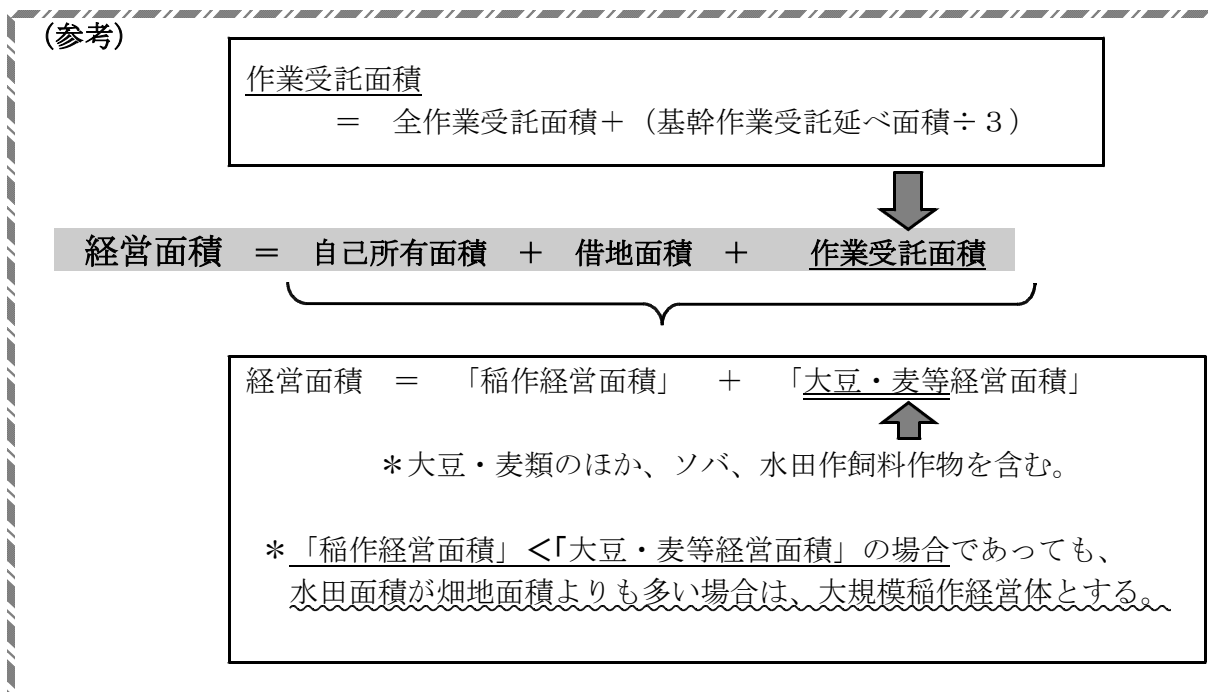 (参考)
作業受託面積
＝　全作業受託面積＋（基幹作業受託延べ面積÷３）
経営面積　＝　自己所有面積　＋　借地面積　＋　作業受託面積
経営面積　＝　「稲作経営面積」　＋　「大豆・麦等経営面積」
＊大豆・麦類のほか、ソバ、水田作飼料作物を含む。
＊「稲作経営面積」＜「大豆・麦等経営面積」の場合であっても、
水田面積が畑地面積よりも多い場合は、大規模稲作経営体とする。